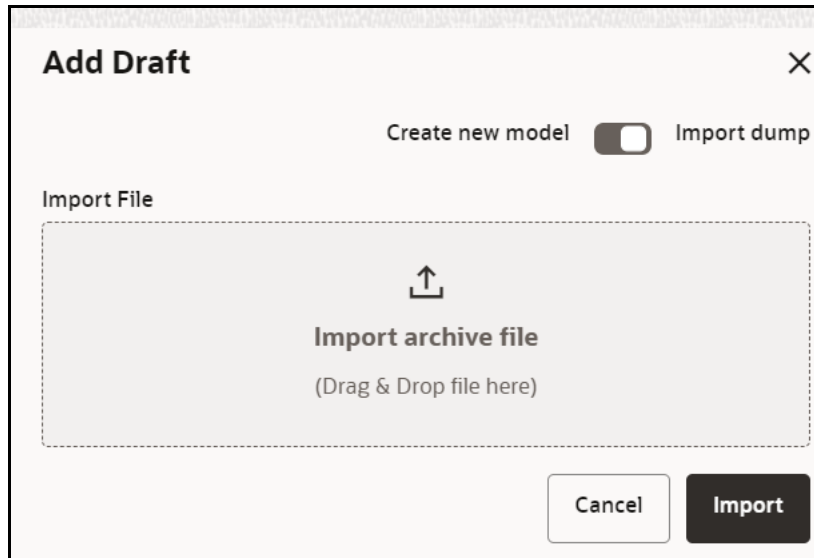 Add Draft
Create new model Import dump
Import File
Import archive file
(Drag & Drop file here)
Cancel Import